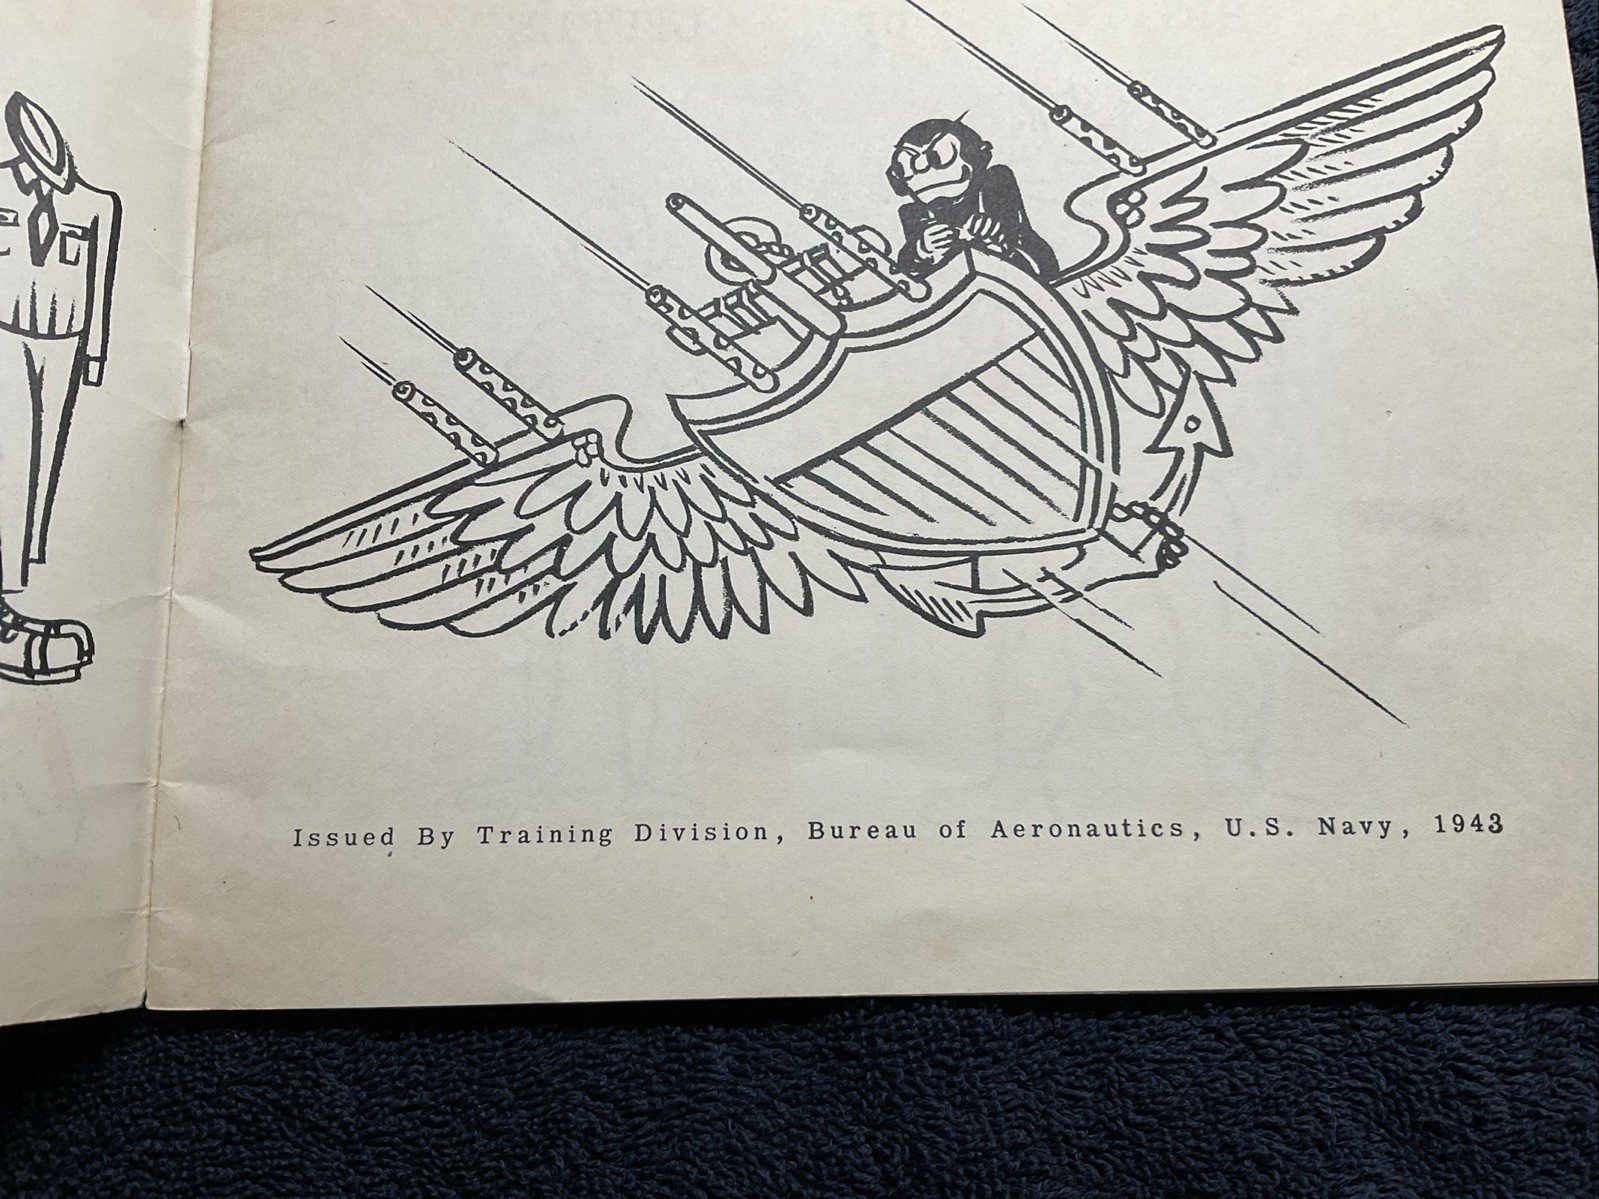 Issued By Training Division, Bureau of Aeronautics, U.S. Navy, 1943